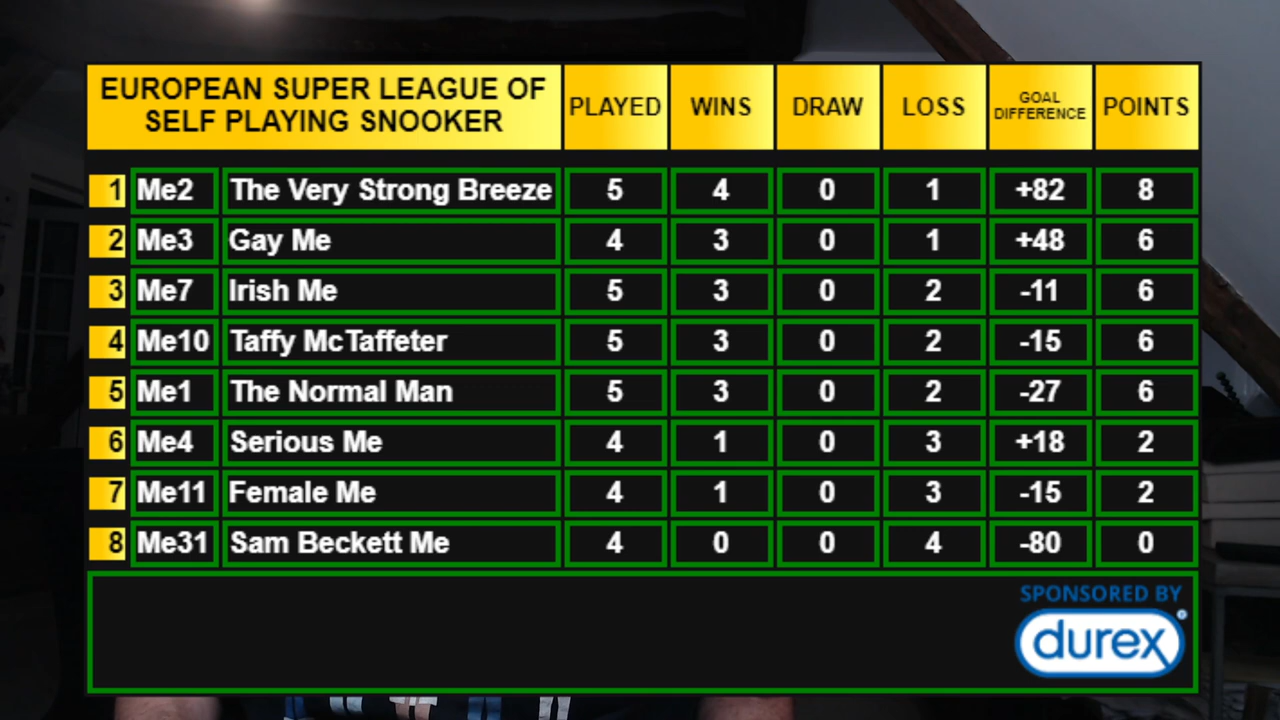 EUROPEAN SUPER LEAGUE OF
SELF PLAYING SNOOKER
PLAYED WINS DRAW LOSS GOAL DIFFERENCE POINTS
1 Me2 The Very Strong Breeze 5 4 0 1 +82 8
2 Me3 Gay Me 4 3 0 1 +48 6
3 Me7 Irish Me 5 3 0 2 -11 6
4 Me10 Taffy McTaffeter 5 3 0 2 -15 6
5 Me1 The Normal Man 5 3 0 2 -27 6
6 Me4 Serious Me 4 1 0 3 +18 2
7 Me11 Female Me 4 1 0 3 -15 2
8 Me31 Sam Beckett Me 4 0 0 4 -80 0
SPONSORED BY
durex